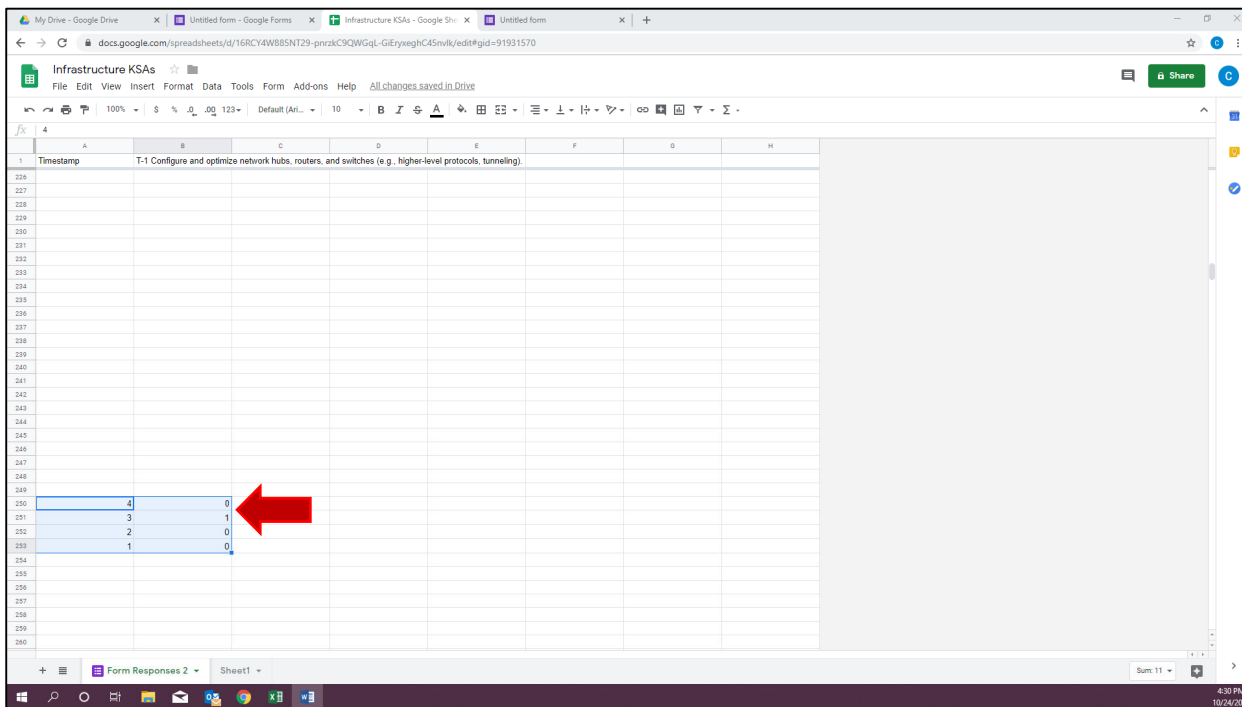 My Drive - Google Drive
Untitled form - Google Forms
Infrastructure KSAs - Google She
Untitled form
docs.google.com/spreadsheets/d/16RCY4W885NT29-pnrzkC9QWGqL-GiEryxeghC45nvlk/edit#gid=91931570
Infrastructure KSAs
File Edit View Insert Format Data Tools Form Add-ons Help All changes saved in Drive
Share
C
100% $ % .0 .00 123 Default (Ari... 10 B I S A
fx 4
A B C D E F G H
1 Timestamp T-1 Configure and optimize network hubs, routers, and switches (e.g., higher-level protocols, tunneling).
226
227
228
229
230
231
232
233
234
235
236
237
238
239
240
241
242
243
244
245
246
247
248
249
250 4 0
251 3 1
252 2 0
253 1 0
254
255
256
257
258
259
260
Form Responses 2 Sheet1
Sum: 11
4:30 PM
10/24/20